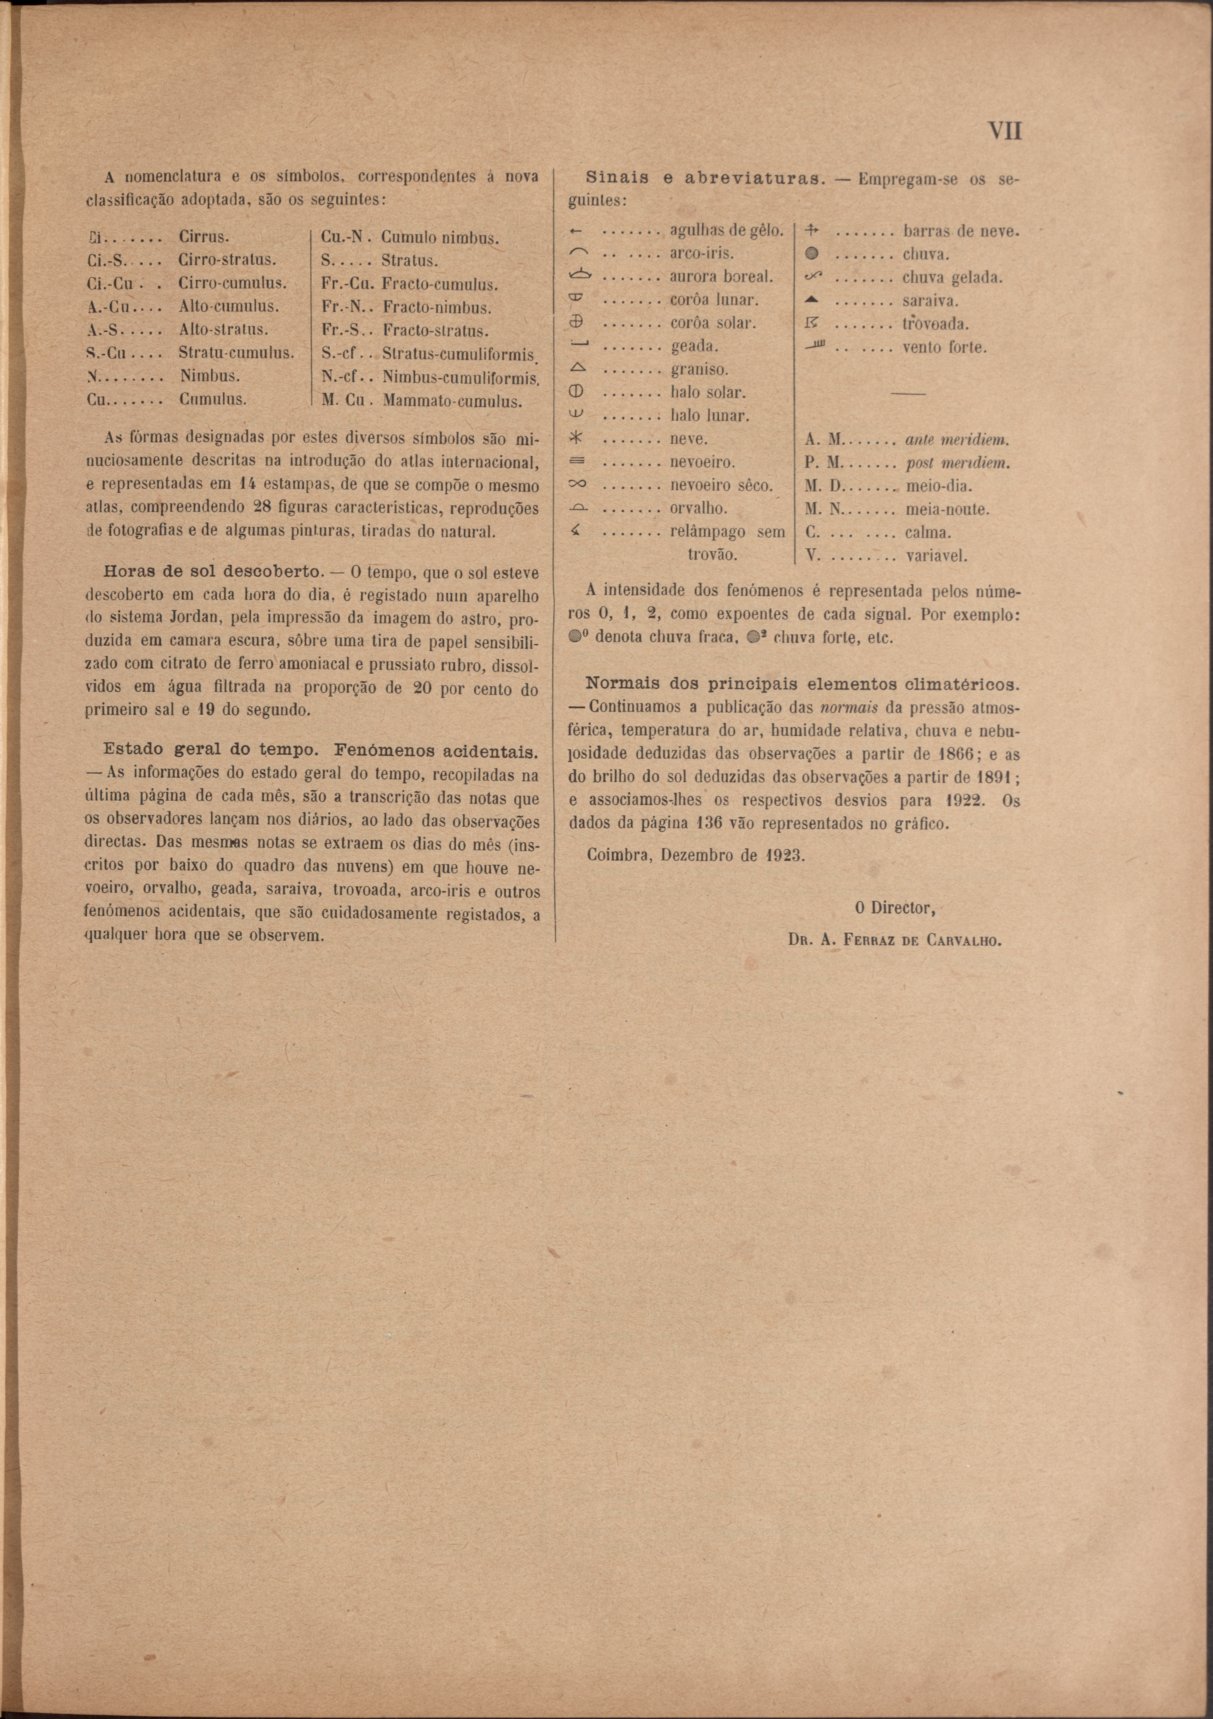 VII
A nomenclatura e os símbolos, correspondentes á nova
classificação adoptada, são os seguintes:
Ci....... Cirrus.
Ci.-S..... Cirro-stratus.
Ci.-Cu . . Cirro-cumulus.
A.-Cu.... Alto-cumulus.
A.-S..... Alto-stratus.
S.-Cu.... Stratu-cumulus.
N........ Nimbus.
Cu....... Cumulus.
Cu.-N. Cumulo nimbus.
S..... Stratus.
Fr.-Cu. Fracto-cumulus.
Fr.-N.. Fracto-nimbus.
Fr.-S.. Fracto-stratus.
S.-cf.. Stratus-cumuliformis.
N.-cf.. Nimbus-cumuliformis.
M. Cu. Mammato-cumulus.
As fórmas designadas por estes diversos símbolos são mi-
nuciosamente descritas na introdução do atlas internacional,
e representadas em 14 estampas, de que se compõe o mesmo
atlas, compreendendo 28 figuras caracteristicas, reproduções
de fotografias e de algumas pinturas, tiradas do natural.
Horas de sol descoberto. — O tempo, que o sol esteve
descoberto em cada hora do dia, é registado num aparelho
do sistema Jordan, pela impressão da imagem do astro, pro-
duzida em camara escura, sôbre uma tira de papel sensibili-
zado com citrato de ferro amoniacal e prussiato rubro, dissol-
vidos em água filtrada na proporção de 20 por cento do
primeiro sal e 19 do segundo.
Estado geral do tempo. Fenómenos acidentais.
— As informações do estado geral do tempo, recopiladas na
última página de cada mês, são a transcrição das notas que
os observadores lançam nos diários, ao lado das observações
directas. Das mesmas notas se extraem os dias do mês (ins-
critos por baixo do quadro das nuvens) em que houve ne-
voeiro, orvalho, geada, saraiva, trovoada, arco-iris e outros
fenómenos acidentais, que são cuidadosamente registados, a
qualquer hora que se observem.
Sinais e abreviaturas. — Empregam-se os se-
guintes:
← ....... agulhas de gêlo.
⌒ ....... arco-iris.
....... aurora boreal.
....... corôa lunar.
⊕ ....... corôa solar.
....... geada.
△ ....... graniso.
⦶ ....... halo solar.
....... halo lunar.
＊ ....... neve.
≡ ....... nevoeiro.
∞ ....... nevoeiro sêco.
....... orvalho.
....... relâmpago sem
trovão.
....... barras de neve.
● ....... chuva.
....... chuva gelada.
▲ ....... saraiva.
....... trovoada.
....... vento forte.
A. M....... ante meridiem.
P. M....... post meridiem.
M. D....... meio-dia.
M. N....... meia-noute.
C. ... .... calma.
V. ........ variavel.
A intensidade dos fenómenos é representada pelos núme-
ros 0, 1, 2, como expoentes de cada signal. Por exemplo:
●⁰ denota chuva fraca, ●² chuva forte, etc.
Normais dos principais elementos climatéricos.
— Continuamos a publicação das normais da pressão atmos-
férica, temperatura do ar, humidade relativa, chuva e nebu-
losidade deduzidas das observações a partir de 1866; e as
do brilho do sol deduzidas das observações a partir de 1891;
e associamos-lhes os respectivos desvios para 1922. Os
dados da página 136 vão representados no gráfico.
Coimbra, Dezembro de 1923.
O Director,
Dr. A. Ferraz de Carvalho.